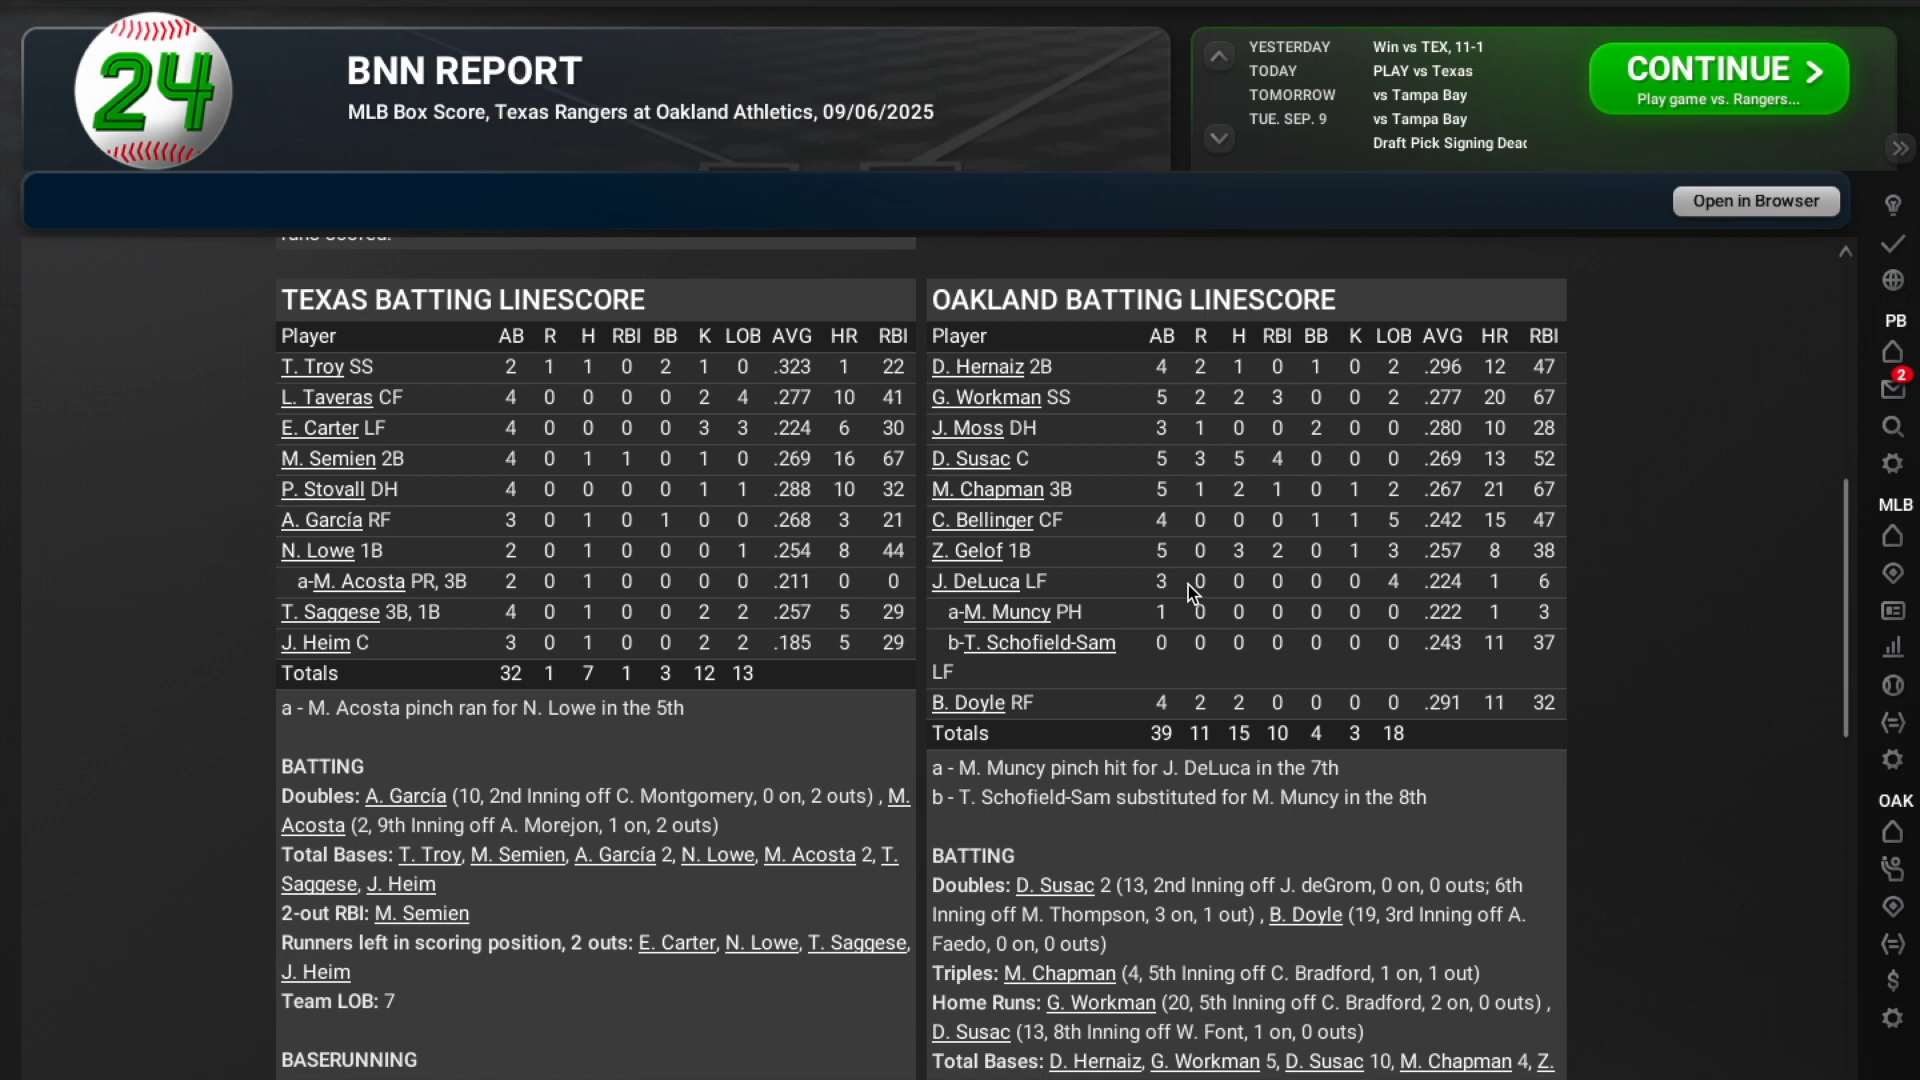 24
BNN REPORT
MLB Box Score, Texas Rangers at Oakland Athletics, 09/06/2025
YESTERDAY Win vs TEX, 11-1
TODAY PLAY vs Texas
TOMORROW vs Tampa Bay
TUE. SEP. 9 vs Tampa Bay
Draft Pick Signing Deac
CONTINUE
Play game vs. Rangers...
Open in Browser
TEXAS BATTING LINESCORE
Player AB R H RBI BB K LOB AVG HR RBI
T. Troy SS 2 1 1 0 2 1 0 .323 1 22
L. Taveras CF 4 0 0 0 0 2 4 .277 10 41
E. Carter LF 4 0 0 0 0 3 3 .224 6 30
M. Semien 2B 4 0 1 1 0 1 0 .269 16 67
P. Stovall DH 4 0 0 0 0 1 1 .288 10 32
A. García RF 3 0 1 0 1 0 0 .268 3 21
N. Lowe 1B 2 0 1 0 0 0 1 .254 8 44
a-M. Acosta PR, 3B 2 0 1 0 0 0 0 .211 0 0
T. Saggese 3B, 1B 4 0 1 0 0 2 2 .257 5 29
J. Heim C 3 0 1 0 0 2 2 .185 5 29
Totals 32 1 7 1 3 12 13
a - M. Acosta pinch ran for N. Lowe in the 5th
BATTING
Doubles: A. García (10, 2nd Inning off C. Montgomery, 0 on, 2 outs) , M.
Acosta (2, 9th Inning off A. Morejon, 1 on, 2 outs)
Total Bases: T. Troy, M. Semien, A. García 2, N. Lowe, M. Acosta 2, T.
Saggese, J. Heim
2-out RBI: M. Semien
Runners left in scoring position, 2 outs: E. Carter, N. Lowe, T. Saggese,
J. Heim
Team LOB: 7
BASERUNNING
OAKLAND BATTING LINESCORE
Player AB R H RBI BB K LOB AVG HR RBI
D. Hernaiz 2B 4 2 1 0 1 0 2 .296 12 47
G. Workman SS 5 2 2 3 0 0 2 .277 20 67
J. Moss DH 3 1 0 0 2 0 0 .280 10 28
D. Susac C 5 3 5 4 0 0 0 .269 13 52
M. Chapman 3B 5 1 2 1 0 1 2 .267 21 67
C. Bellinger CF 4 0 0 0 1 1 5 .242 15 47
Z. Gelof 1B 5 0 3 2 0 1 3 .257 8 38
J. DeLuca LF 3 0 0 0 0 0 4 .224 1 6
a-M. Muncy PH 1 0 0 0 0 0 0 .222 1 3
b-T. Schofield-Sam 0 0 0 0 0 0 0 .243 11 37
LF
B. Doyle RF 4 2 2 0 0 0 0 .291 11 32
Totals 39 11 15 10 4 3 18
a - M. Muncy pinch hit for J. DeLuca in the 7th
b - T. Schofield-Sam substituted for M. Muncy in the 8th
BATTING
Doubles: D. Susac 2 (13, 2nd Inning off J. deGrom, 0 on, 0 outs; 6th
Inning off M. Thompson, 3 on, 1 out) , B. Doyle (19, 3rd Inning off A.
Faedo, 0 on, 0 outs)
Triples: M. Chapman (4, 5th Inning off C. Bradford, 1 on, 1 out)
Home Runs: G. Workman (20, 5th Inning off C. Bradford, 2 on, 0 outs) ,
D. Susac (13, 8th Inning off W. Font, 1 on, 0 outs)
Total Bases: D. Hernaiz, G. Workman 5, D. Susac 10, M. Chapman 4, Z.
PB
2
MLB
OAK